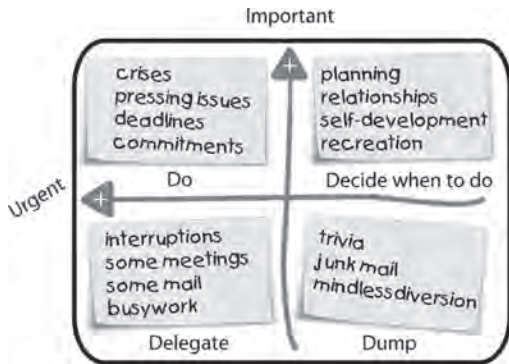 Important
crises
pressing issues
deadlines
commitments
Do
planning
relationships
self-development
recreation
Decide when to do
Urgent
interruptions
some meetings
some mail
busywork
Delegate
trivia
junk mail
mindless diversion
Dump